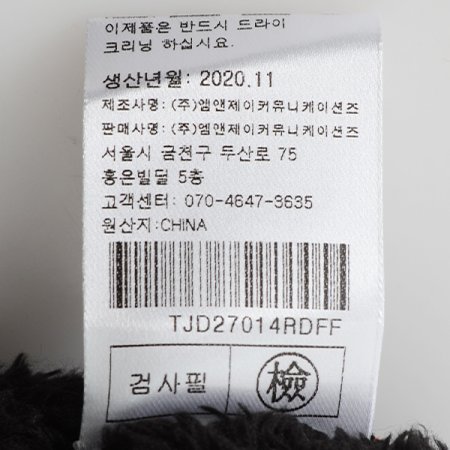 이제품은 반드시 드라이
크리닝 하십시요.
생산년월: 2020.11
제조사명: (주)엠앤제이커뮤니케이션즈
판매사명: (주)엠앤제이커뮤니케이션즈
서울시 금천구 두산로 75
홍은빌딜 5층
고객센터: 070-4647-3635
원산지:CHINA
TJD27014RDFF
검사필 檢